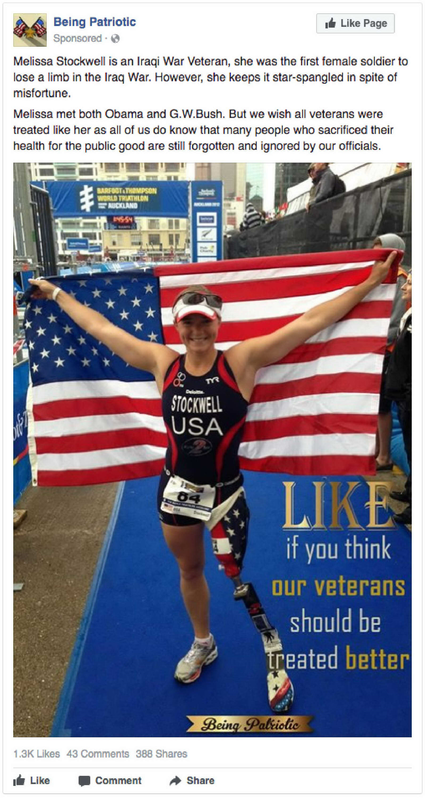 Being Patriotic
Sponsored ·
Like Page
Melissa Stockwell is an Iraqi War Veteran, she was the first female soldier to
lose a limb in the Iraq War. However, she keeps it star-spangled in spite of
misfortune.
Melissa met both Obama and G.W.Bush. But we wish all veterans were
treated like her as all of us do know that many people who sacrificed their
health for the public good are still forgotten and ignored by our officials.
BARFOOT & THOMPSON
WORLD TRIATHLON
AUCKLAND
TYR
Deloitte
STOCKWELL
USA
64
LIKE
if you think
our veterans
should be
treated better
Being Patriotic
1.3K Likes 43 Comments 388 Shares
Like Comment Share